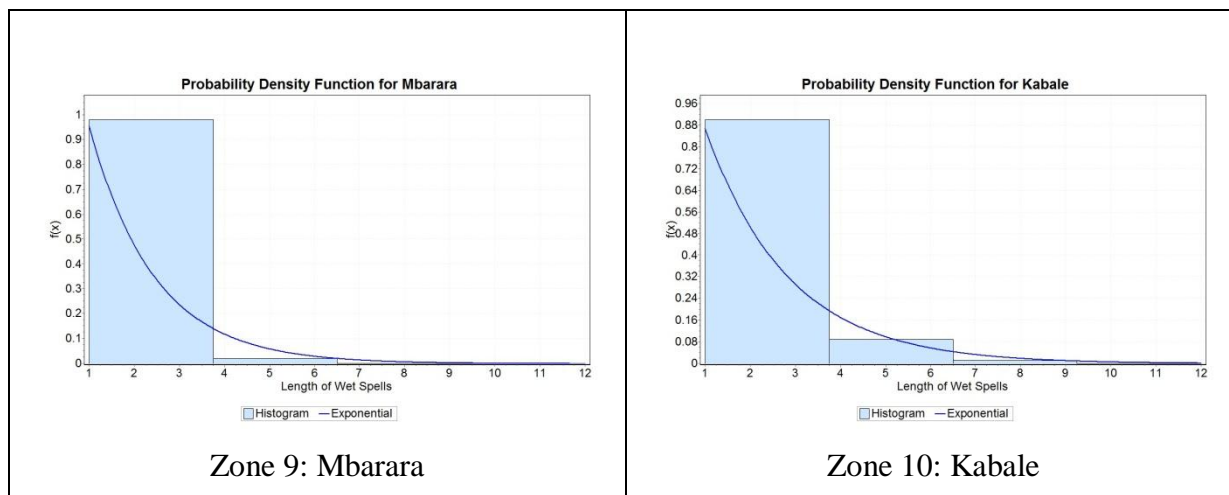 Probability Density Function for Mbarara
f(x)
1
0.9
0.8
0.7
0.6
0.5
0.4
0.3
0.2
0.1
0
1 2 3 4 5 6 7 8 9 10 11 12
Length of Wet Spells
Histogram Exponential
Zone 9: Mbarara
Probability Density Function for Kabale
f(x)
0.96
0.88
0.8
0.72
0.64
0.56
0.48
0.4
0.32
0.24
0.16
0.08
0
1 2 3 4 5 6 7 8 9 10 11 12
Length of Wet Spells
Histogram Exponential
Zone 10: Kabale